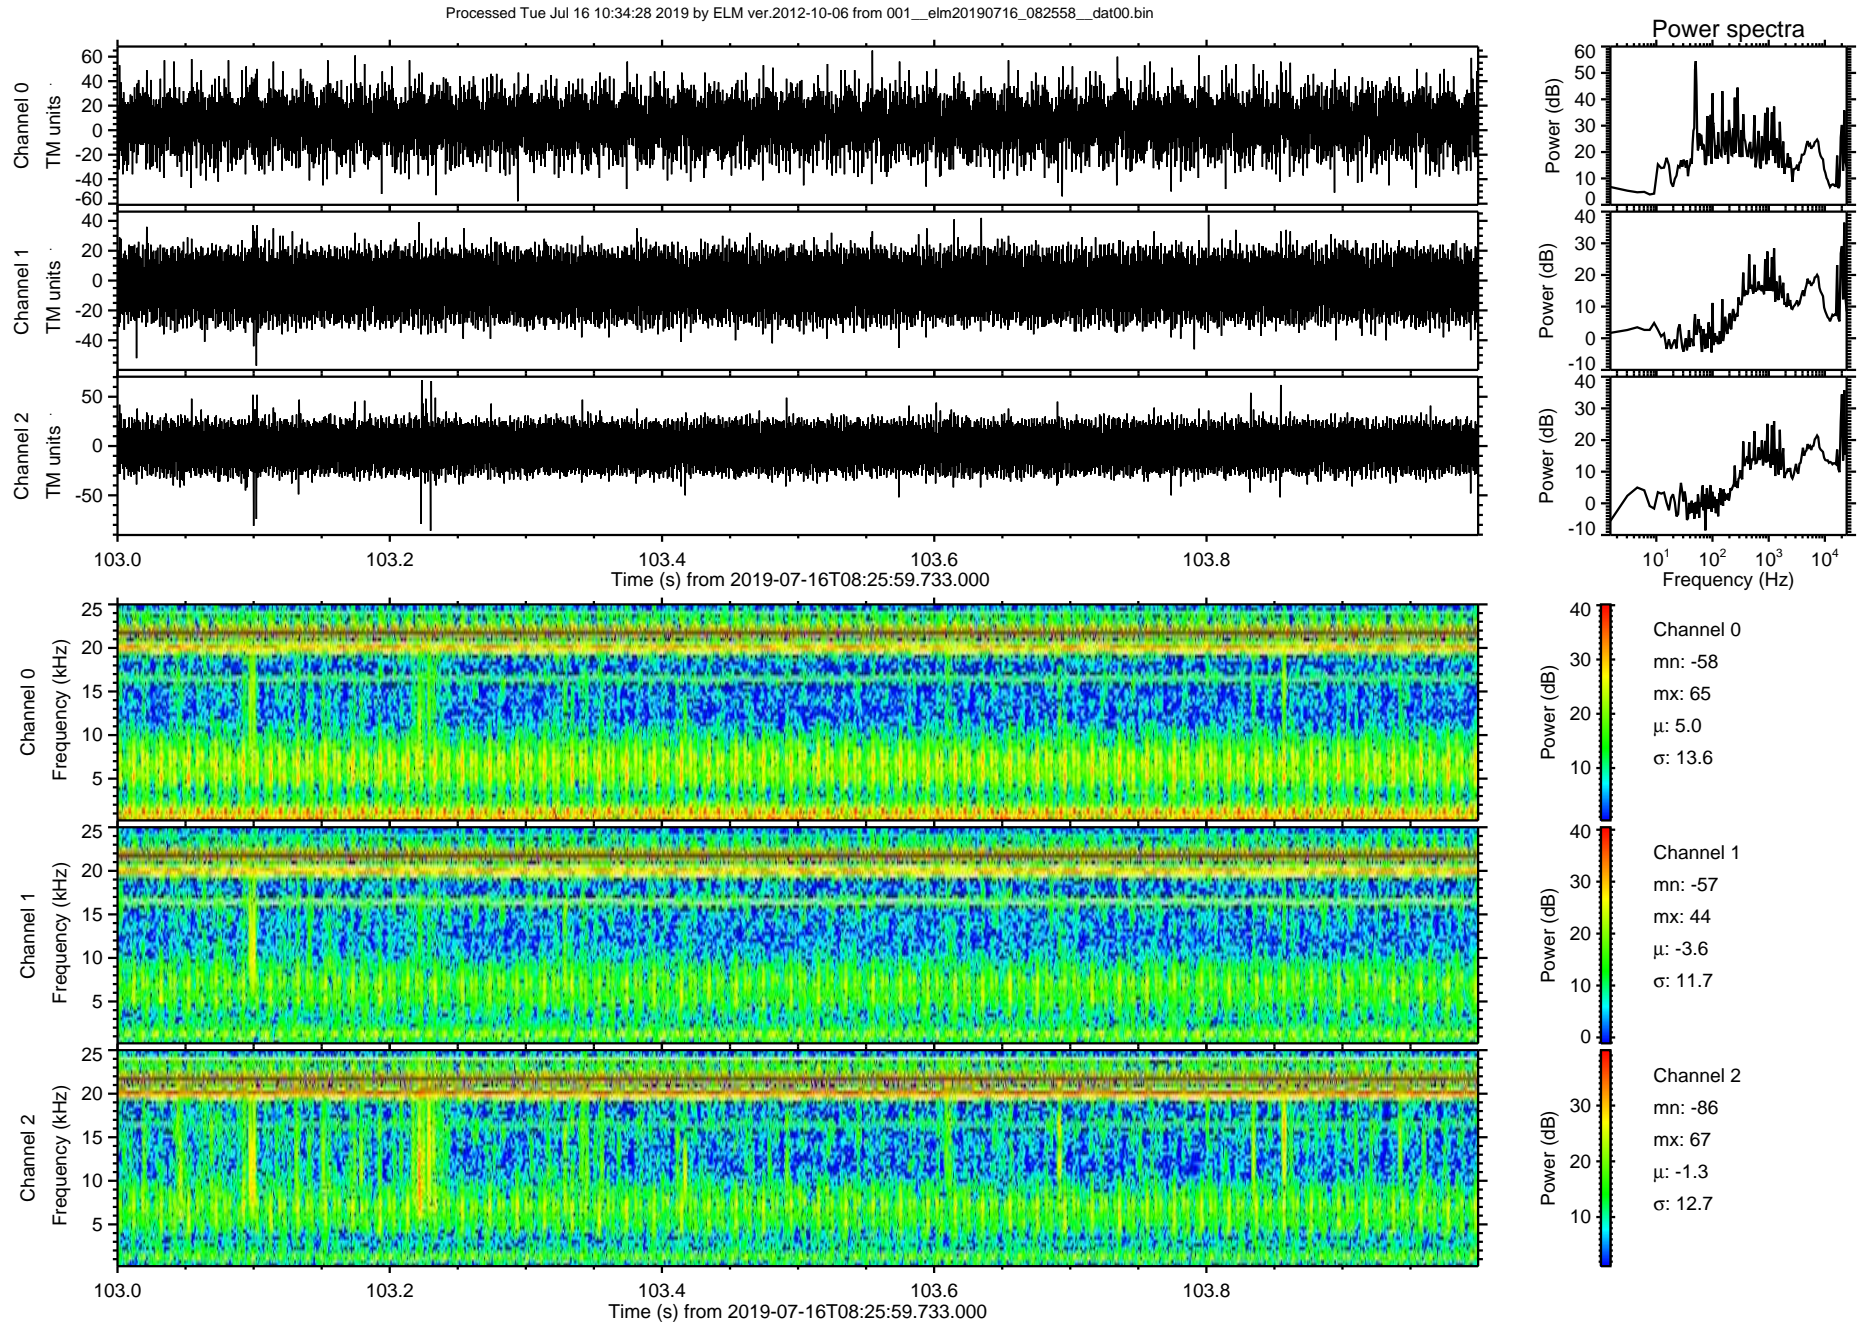 Processed Tue Jul 16 10:34:28 2019 by ELM ver.2012-10-06 from 001__elm20190716_082558__dat00.bin
Power spectra
Channel 0
TM units
60
40
20
0
-20
-40
-60
Power (dB)
60
50
40
30
20
10
0
Channel 1
TM units
40
20
0
-20
-40
Power (dB)
40
30
20
10
0
-10
Channel 2
TM units
50
0
-50
Power (dB)
40
30
20
10
0
-10
103.0 103.2 103.4 103.6 103.8
Time (s) from 2019-07-16T08:25:59.733.000
10^1 10^2 10^3 10^4
Frequency (Hz)
Channel 0
Frequency (kHz)
25
20
15
10
5
Power (dB)
40
30
20
10
Channel 0
mn: -58
mx: 65
μ: 5.0
σ: 13.6
Channel 1
Frequency (kHz)
25
20
15
10
5
Power (dB)
40
30
20
10
0
Channel 1
mn: -57
mx: 44
μ: -3.6
σ: 11.7
Channel 2
Frequency (kHz)
25
20
15
10
5
Power (dB)
30
20
10
Channel 2
mn: -86
mx: 67
μ: -1.3
σ: 12.7
103.0 103.2 103.4 103.6 103.8
Time (s) from 2019-07-16T08:25:59.733.000